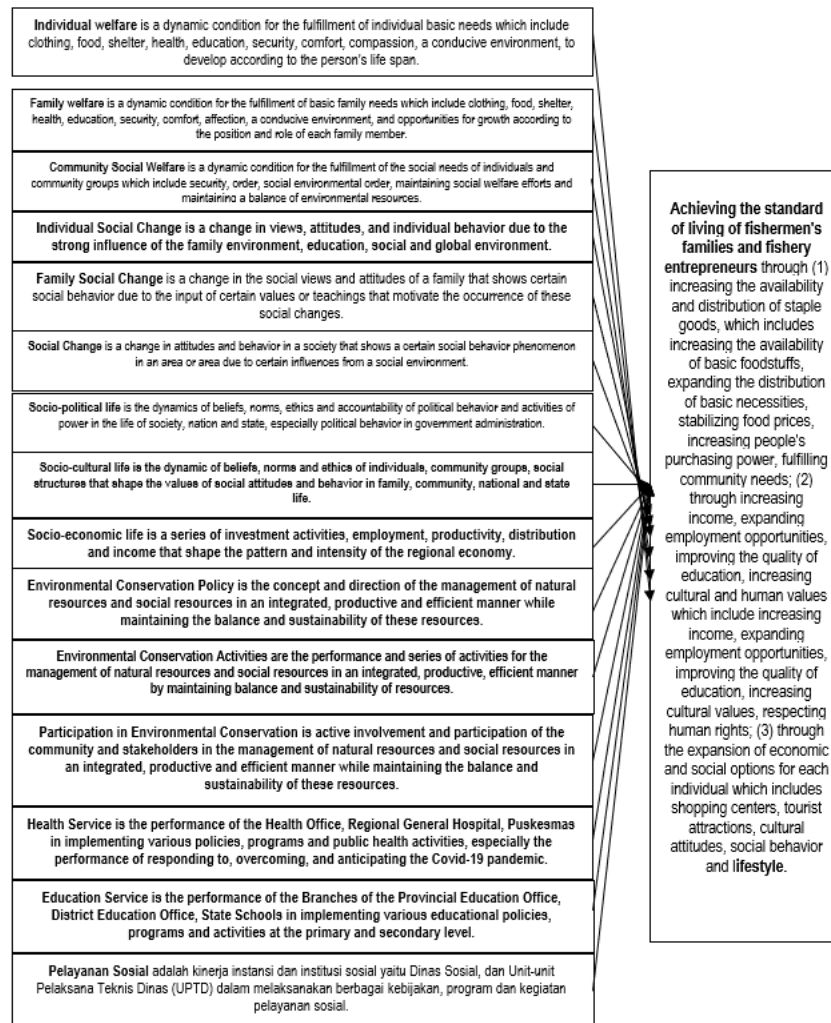 Individual welfare is a dynamic condition for the fulfillment of individual basic needs which include
clothing, food, shelter, health, education, security, comfort, compassion, a conducive environment, to
develop according to the person's life span.
Family welfare is a dynamic condition for the fulfillment of basic family needs which include clothing, food, shelter,
health, education, security, comfort, affection, a conducive environment, and opportunities for growth according to
the position and role of each family member.
Community Social Welfare is a dynamic condition for the fulfillment of the social needs of individuals and
community groups which include security, order, social environmental order, maintaining social welfare efforts and
maintaining a balance of environmental resources.
Individual Social Change is a change in views, attitudes, and individual behavior due to the
strong influence of the family environment, education, social and global environment.
Family Social Change is a change in the social views and attitudes of a family that shows certain
social behavior due to the input of certain values or teachings that motivate the occurrence of these
social changes.
Social Change is a change in attitudes and behavior in a society that shows a certain social behavior phenomenon
in an area or area due to certain influences from a social environment.
Socio-political life is the dynamics of beliefs, norms, ethics and accountability of political behavior and activities of
power in the life of society, nation and state, especially political behavior in government administration.
Socio-cultural life is the dynamic of beliefs, norms and ethics of individuals, community groups, social
structures that shape the values of social attitudes and behavior in family, community, national and state
life.
Socio-economic life is a series of investment activities, employment, productivity, distribution
and income that shape the pattern and intensity of the regional economy.
Environmental Conservation Policy is the concept and direction of the management of natural
resources and social resources in an integrated, productive and efficient manner while
maintaining the balance and sustainability of these resources.
Environmental Conservation Activities are the performance and series of activities for the
management of natural resources and social resources in an integrated, productive, efficient manner
by maintaining balance and sustainability of resources.
Participation in Environmental Conservation is active involvement and participation of the
community and stakeholders in the management of natural resources and social resources in
an integrated, productive and efficient manner while maintaining the balance and
sustainability of these resources.
Health Service is the performance of the Health Office, Regional General Hospital, Puskesmas
in implementing various policies, programs and public health activities, especially the
performance of responding to, overcoming, and anticipating the Covid-19 pandemic.
Education Service is the performance of the Branches of the Provincial Education Office,
District Education Office, State Schools in implementing various educational policies,
programs and activities at the primary and secondary level.
Pelayanan Sosial adalah kinerja instansi dan institusi sosial yaitu Dinas Sosial, dan Unit-unit
Pelaksana Teknis Dinas (UPTD) dalam melaksanakan berbagai kebijakan, program dan kegiatan
pelayanan sosial.
Achieving the standard
of living of fishermen's
families and fishery
entrepreneurs through (1)
increasing the availability
and distribution of staple
goods, which includes
increasing the availability
of basic foodstuffs,
expanding the distribution
of basic necessities,
stabilizing food prices,
increasing people's
purchasing power, fulfilling
community needs; (2)
through increasing
income, expanding
employment opportunities,
improving the quality of
education, increasing
cultural and human values
which include increasing
income, expanding
employment opportunities,
improving the quality of
education, increasing
cultural values, respecting
human rights; (3) through
the expansion of economic
and social options for each
individual which includes
shopping centers, tourist
attractions, cultural
attitudes, social behavior
and lifestyle.